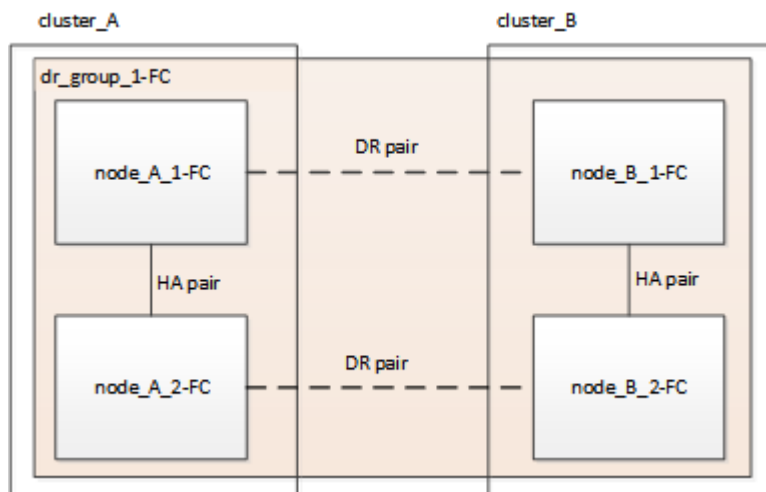 cluster_A
cluster_B
dr_group_1-FC
node_A_1-FC
DR pair
node_B_1-FC
HA pair
HA pair
node_A_2-FC
DR pair
node_B_2-FC